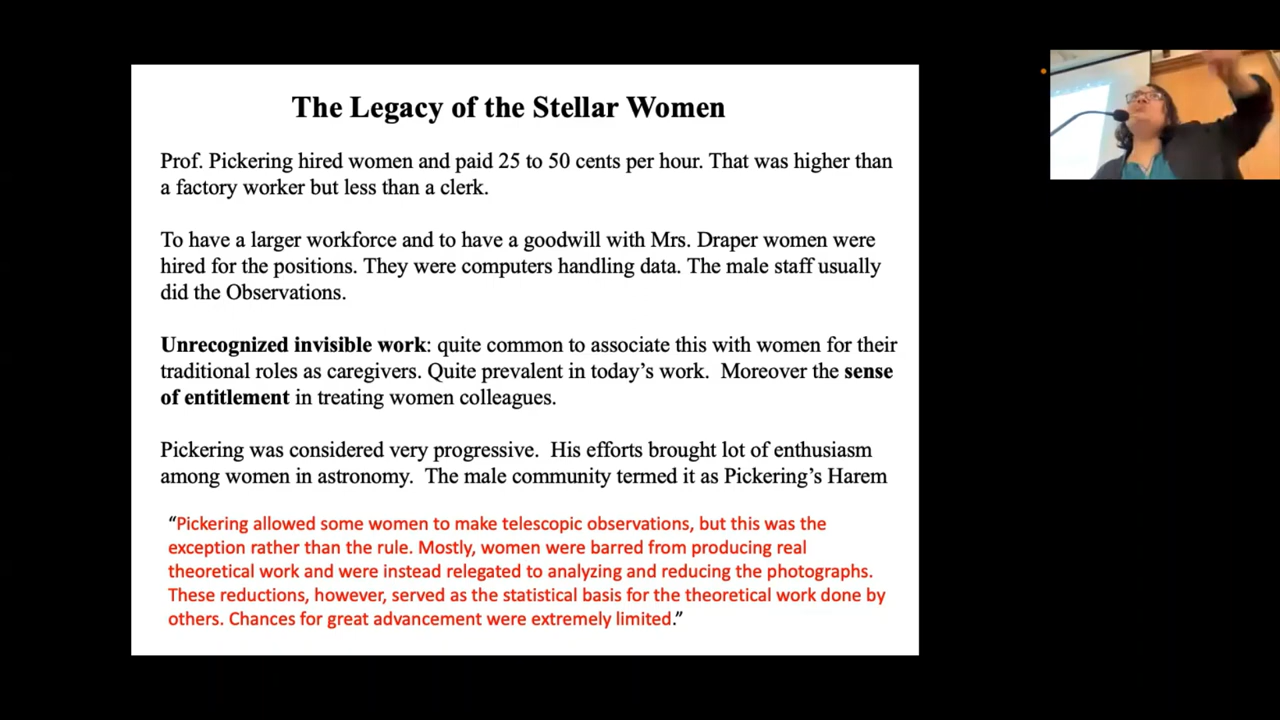 The Legacy of the Stellar Women
Prof. Pickering hired women and paid 25 to 50 cents per hour. That was higher than
a factory worker but less than a clerk.
To have a larger workforce and to have a goodwill with Mrs. Draper women were
hired for the positions. They were computers handling data. The male staff usually
did the Observations.
Unrecognized invisible work: quite common to associate this with women for their
traditional roles as caregivers. Quite prevalent in today’s work. Moreover the sense
of entitlement in treating women colleagues.
Pickering was considered very progressive. His efforts brought lot of enthusiasm
among women in astronomy. The male community termed it as Pickering’s Harem
“Pickering allowed some women to make telescopic observations, but this was the
exception rather than the rule. Mostly, women were barred from producing real
theoretical work and were instead relegated to analyzing and reducing the photographs.
These reductions, however, served as the statistical basis for the theoretical work done by
others. Chances for great advancement were extremely limited.”